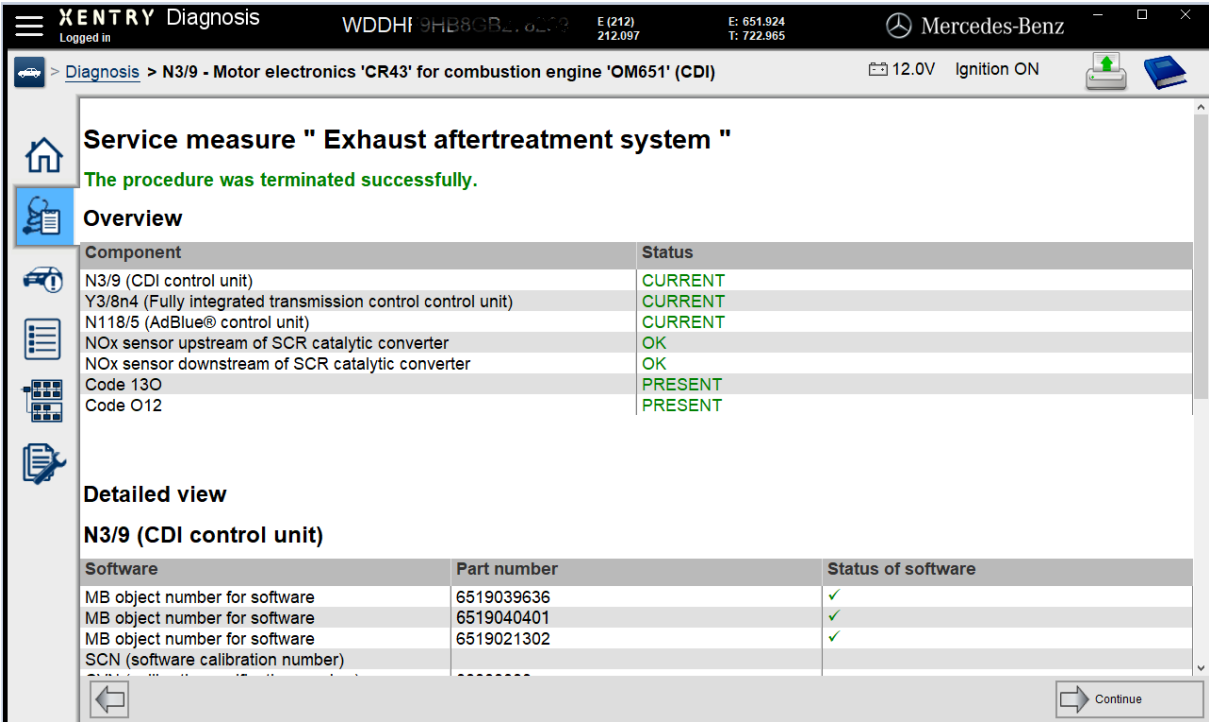 XENTRY Diagnosis
Logged in
E (212)
212.097
E: 651.924
T: 722.965
Mercedes-Benz
> Diagnosis > N3/9 - Motor electronics 'CR43' for combustion engine 'OM651' (CDI)
12.0V Ignition ON
Service measure " Exhaust aftertreatment system "
The procedure was terminated successfully.
Overview
Component Status
N3/9 (CDI control unit) CURRENT
Y3/8n4 (Fully integrated transmission control control unit) CURRENT
N118/5 (AdBlue® control unit) CURRENT
NOx sensor upstream of SCR catalytic converter OK
NOx sensor downstream of SCR catalytic converter OK
Code 13O PRESENT
Code O12 PRESENT
Detailed view
N3/9 (CDI control unit)
Software Part number Status of software
MB object number for software 6519039636 ✓
MB object number for software 6519040401 ✓
MB object number for software 6519021302 ✓
SCN (software calibration number)
Continue